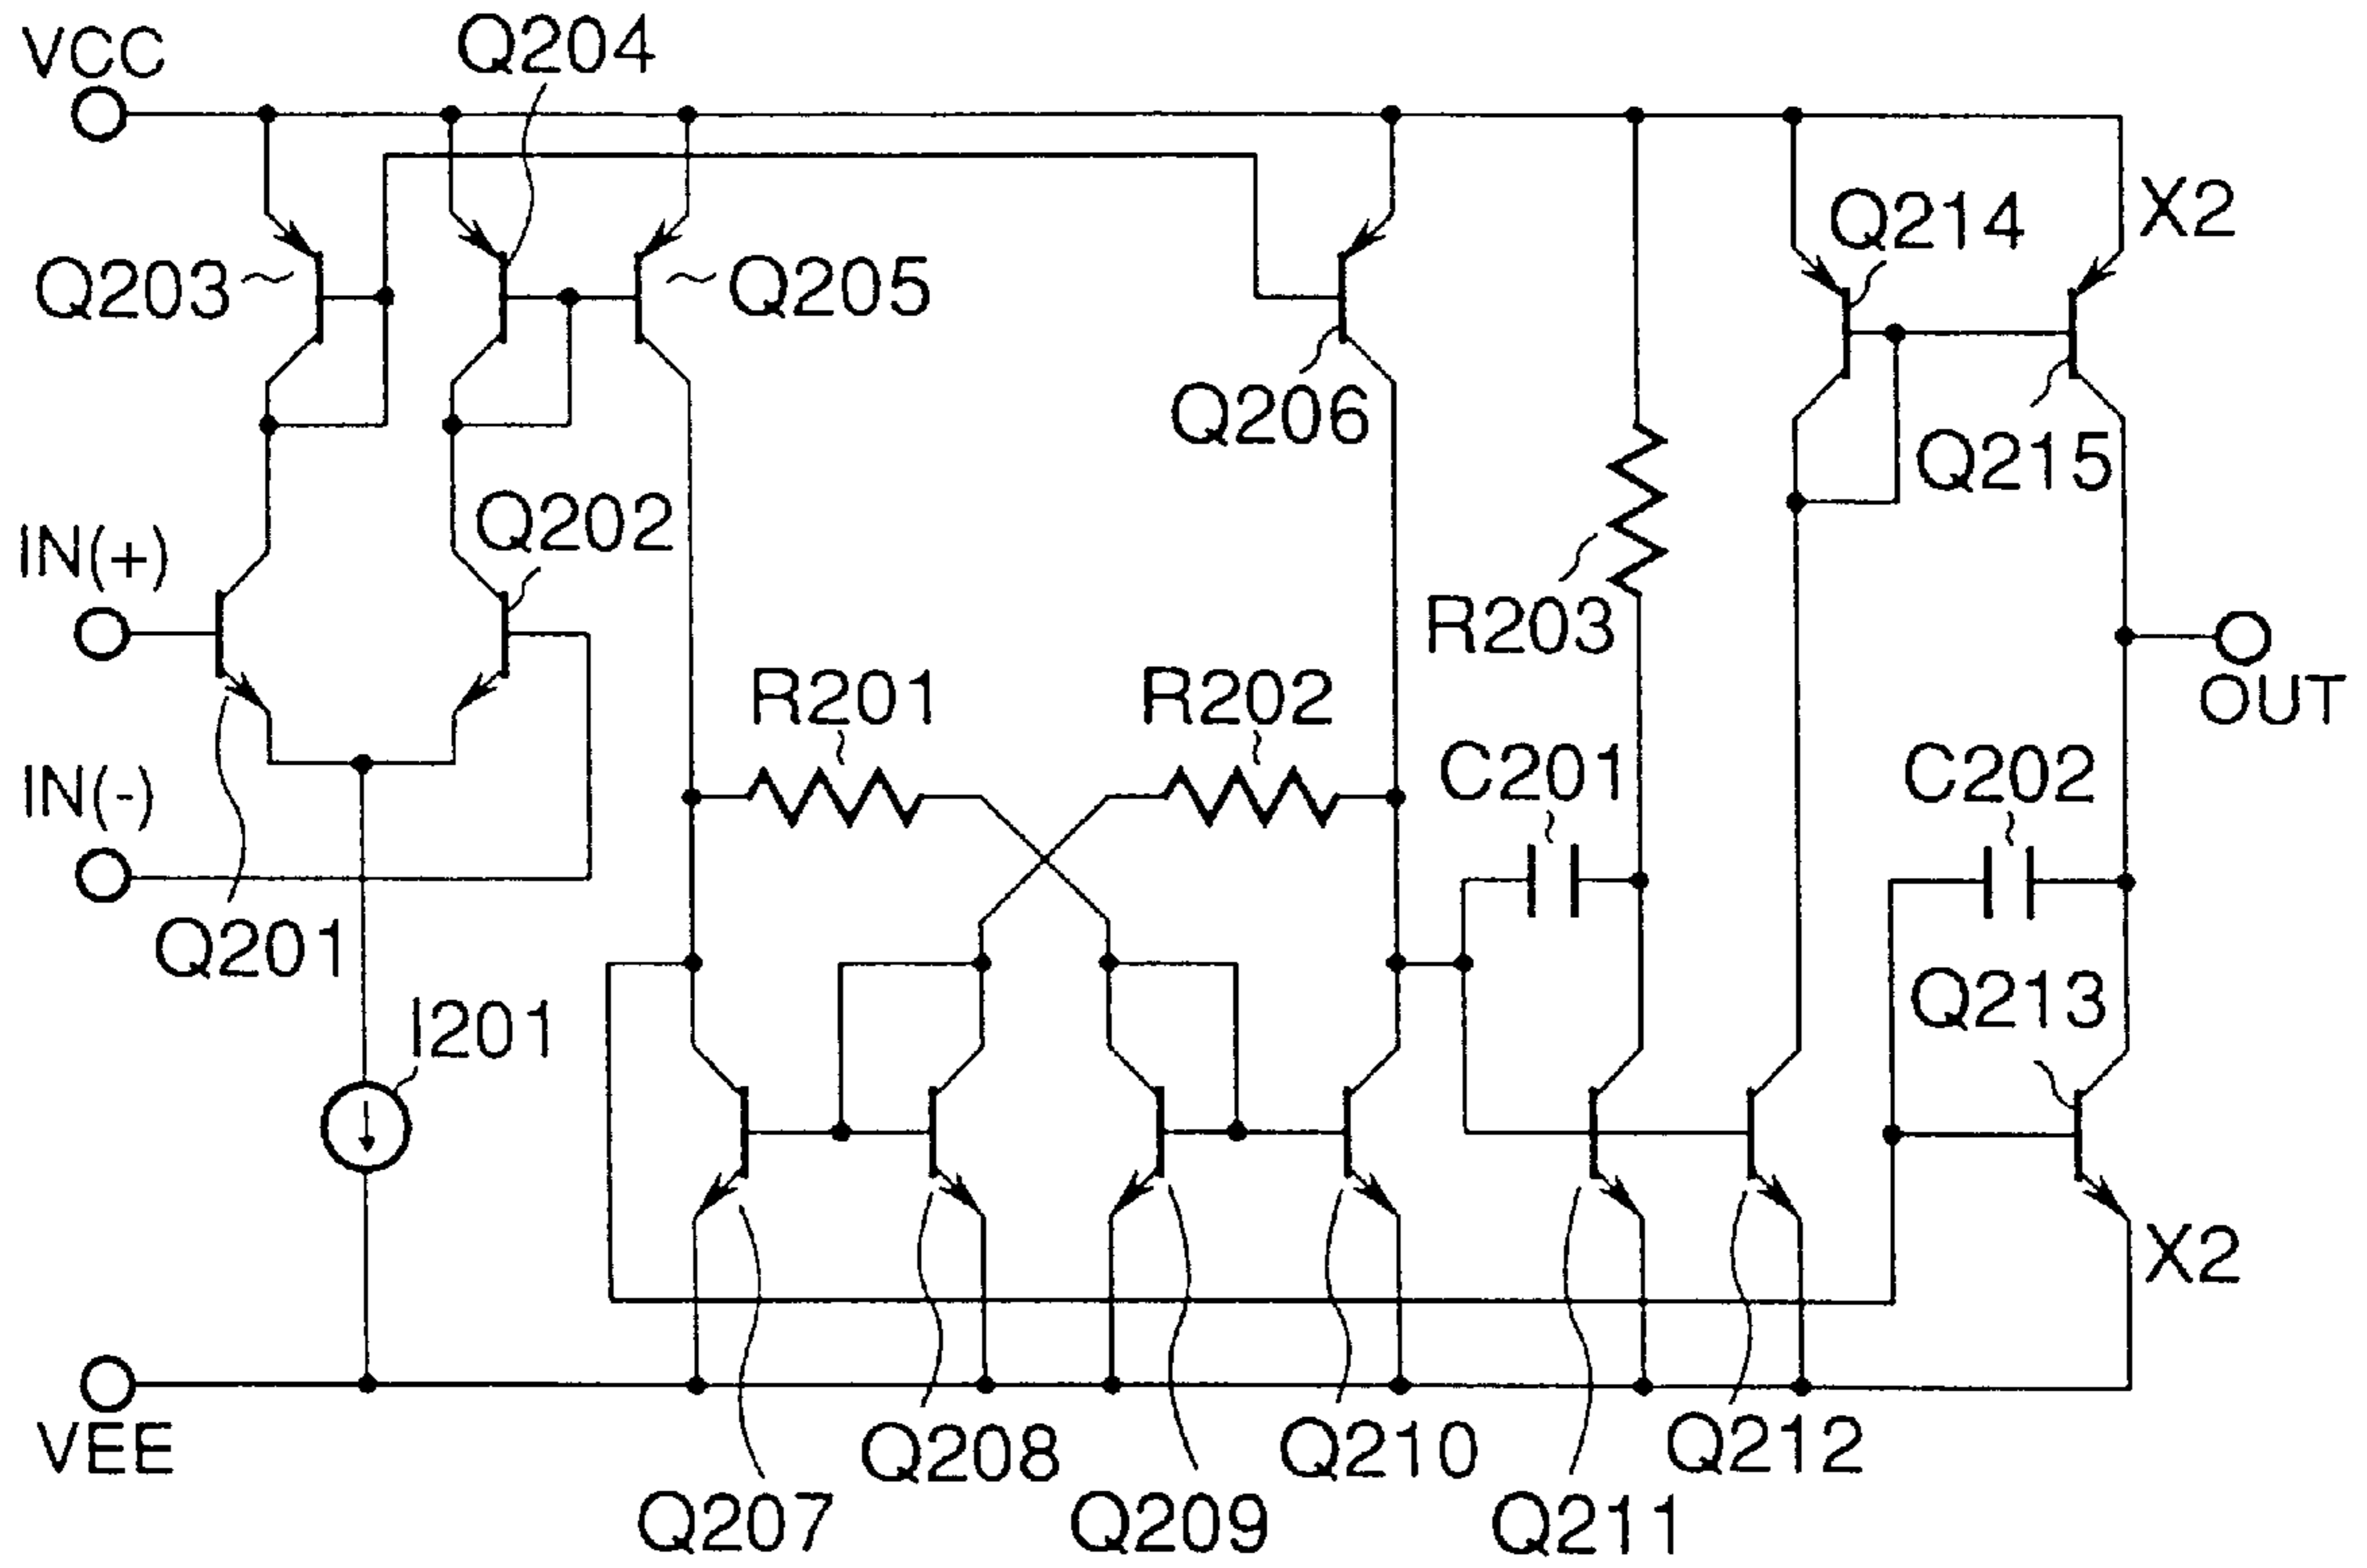 VCC
Q204
X2
Q214
Q203
Q205
Q206
Q215
Q202
IN(+)
R203
OUT
R201
R202
C201
C202
IN(-)
Q201
I201
Q213
X2
VEE
Q208
Q210
Q212
Q207
Q209
Q211